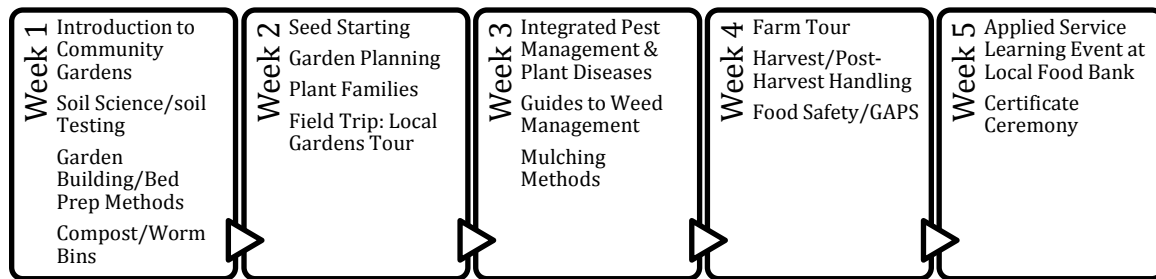 Week 1
Introduction to
Community
Gardens
Soil Science/soil
Testing
Garden
Building/Bed
Prep Methods
Compost/Worm
Bins
Week 2
Seed Starting
Garden Planning
Plant Families
Field Trip: Local
Gardens Tour
Week 3
Integrated Pest
Management &
Plant Diseases
Guides to Weed
Management
Mulching
Methods
Week 4
Farm Tour
Harvest/Post-
Harvest Handling
Food Safety/GAPS
Week 5
Applied Service
Learning Event at
Local Food Bank
Certificate
Ceremony